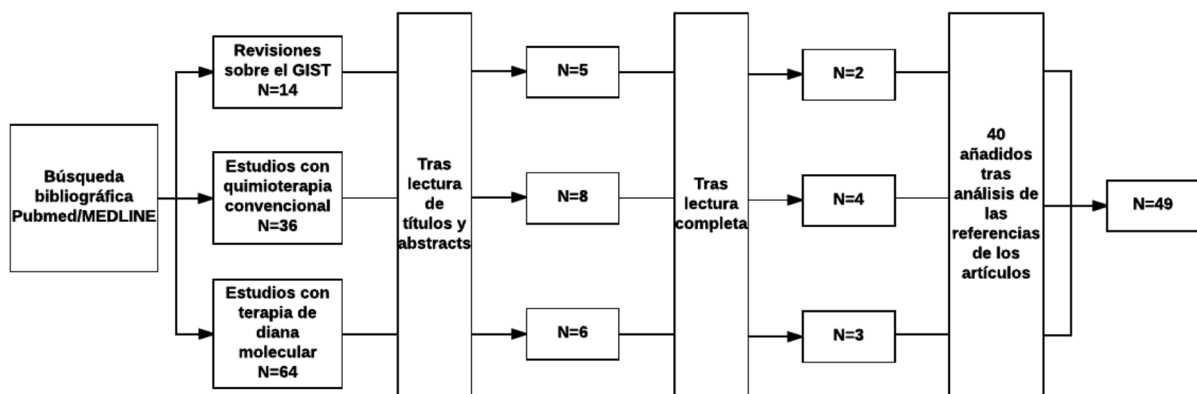 Búsqueda
bibliográfica
Pubmed/MEDLINE
Revisiones
sobre el GIST
N=14
Estudios con
quimioterapia
convencional
N=36
Estudios con
terapia de
diana
molecular
N=64
Tras
lectura
de
títulos y
abstracts
N=5
N=8
N=6
Tras
lectura
completa
N=2
N=4
N=3
40
añadidos
tras
análisis de
las
referencias
de los
artículos
N=49